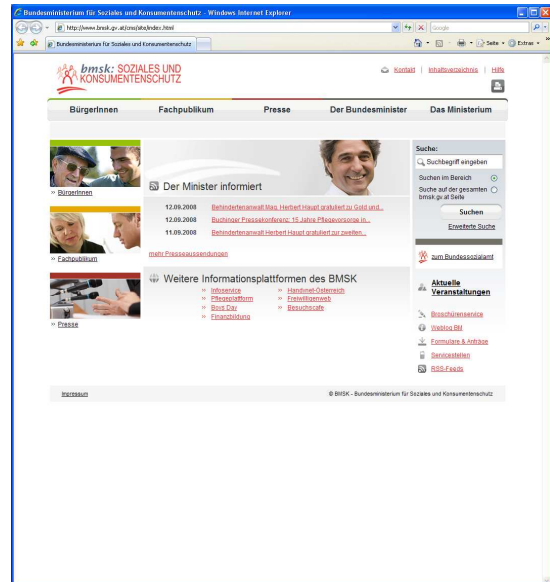 Bundesministerium für Soziales und Konsumentenschutz - Windows Internet Explorer
http://www.bmsk.gv.at/cms/site/index.html
Google
Bundesministerium für Soziales und Konsumentenschutz
Seite
Extras
bmsk: SOZIALES UND
KONSUMENTENSCHUTZ
Kontakt | Inhaltsverzeichnis | Hilfe
BürgerInnen Fachpublikum Presse Der Bundesminister Das Ministerium
» BürgerInnen
» Fachpublikum
» Presse
Der Minister informiert
12.09.2008 Behindertenanwalt Mag. Herbert Haupt gratuliert zu Gold und...
12.09.2008 Buchinger Pressekonferenz: 15 Jahre Pflegevorsorge in...
11.09.2008 Behindertenanwalt Herbert Haupt gratuliert zur zweiten...
mehr Presseaussendungen
Weitere Informationsplattformen des BMSK
» Infoservice » Handynet-Österreich
» Pflegeplattform » Freiwilligenweb
» Boys Day » Besuchscafe
» Finanzbildung
Suche:
Suchbegriff eingeben
Suchen im Bereich
Suche auf der gesamten
bmsk.gv.at Seite
Suchen
Erweiterte Suche
zum Bundessozialamt
Aktuelle
Veranstaltungen
Broschürenservice
Weblog BM
Formulare & Anträge
Servicestellen
RSS-Feeds
Impressum
© BMSK - Bundesministerium für Soziales und Konsumentenschutz